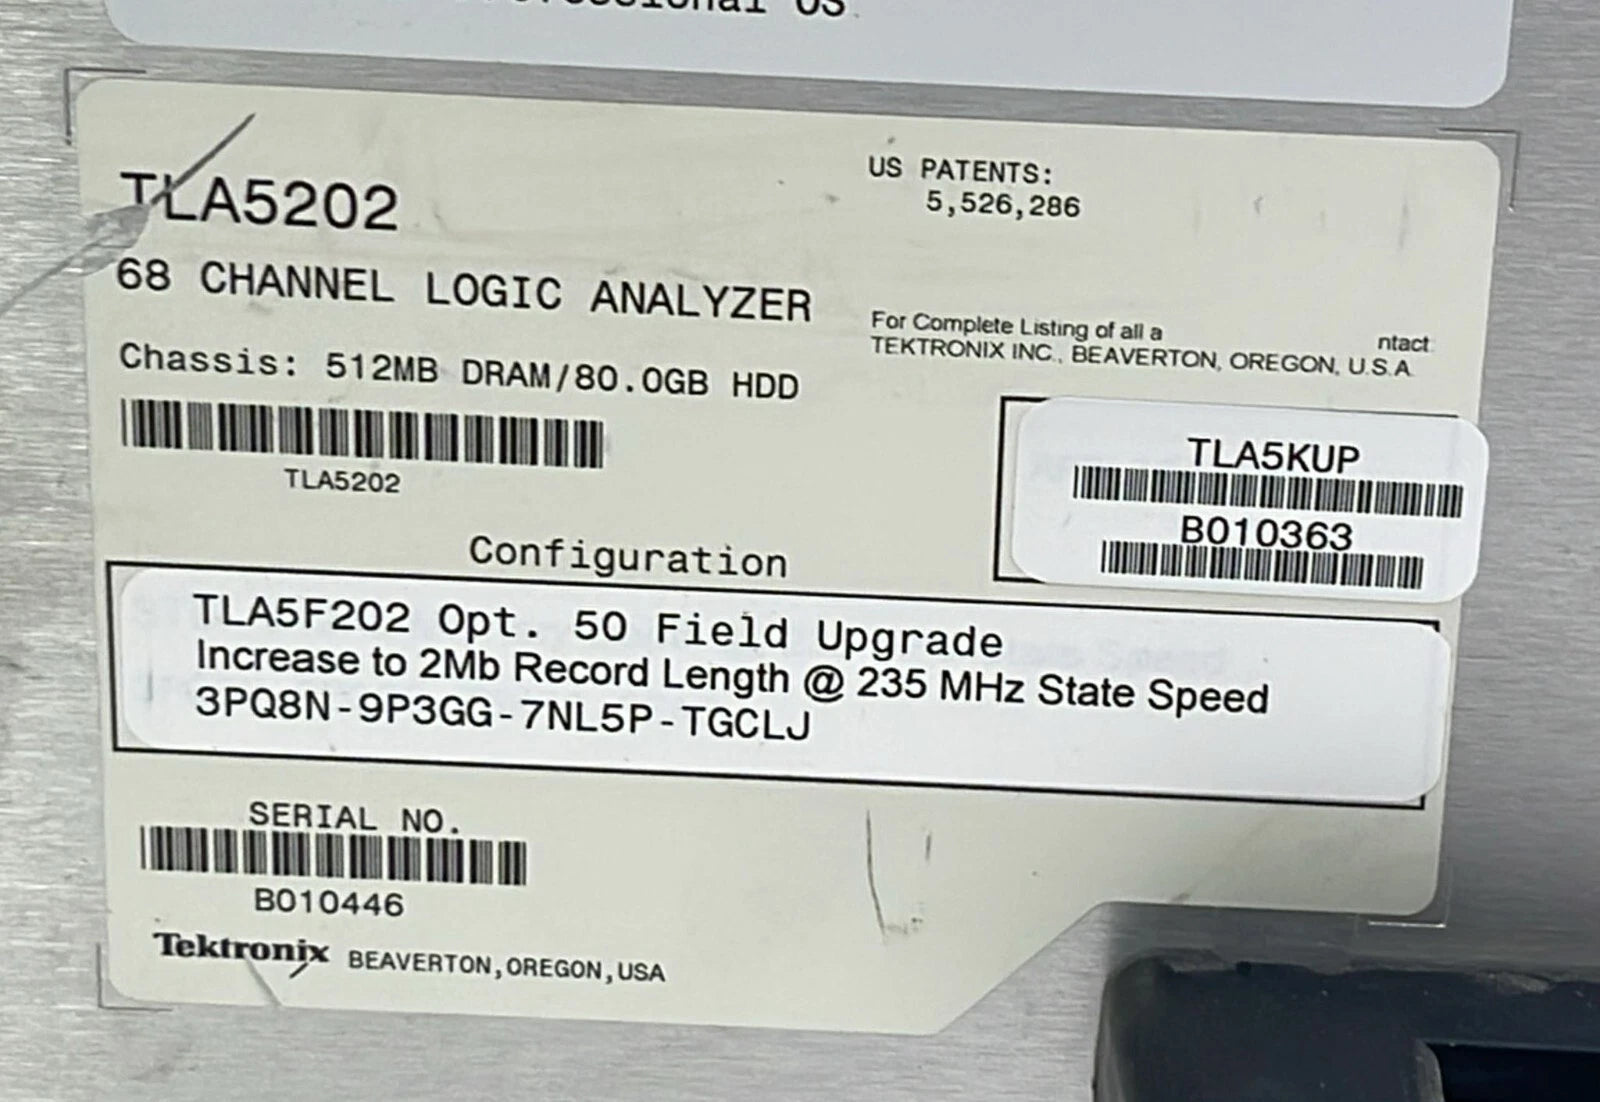 OS
TLA5202
68 CHANNEL LOGIC ANALYZER
Chassis: 512MB DRAM/80.0GB HDD
TLA5202
US PATENTS:
5,526,286
For Complete Listing of all a ntact
TEKTRONIX INC., BEAVERTON, OREGON, U.S.A.
TLA5KUP
B010363
Configuration
TLA5F202 Opt. 50 Field Upgrade
Increase to 2Mb Record Length @ 235 MHz State Speed
3PQ8N-9P3GG-7NL5P-TGCLJ
SERIAL NO.
B010446
Tektronix BEAVERTON,OREGON,USA